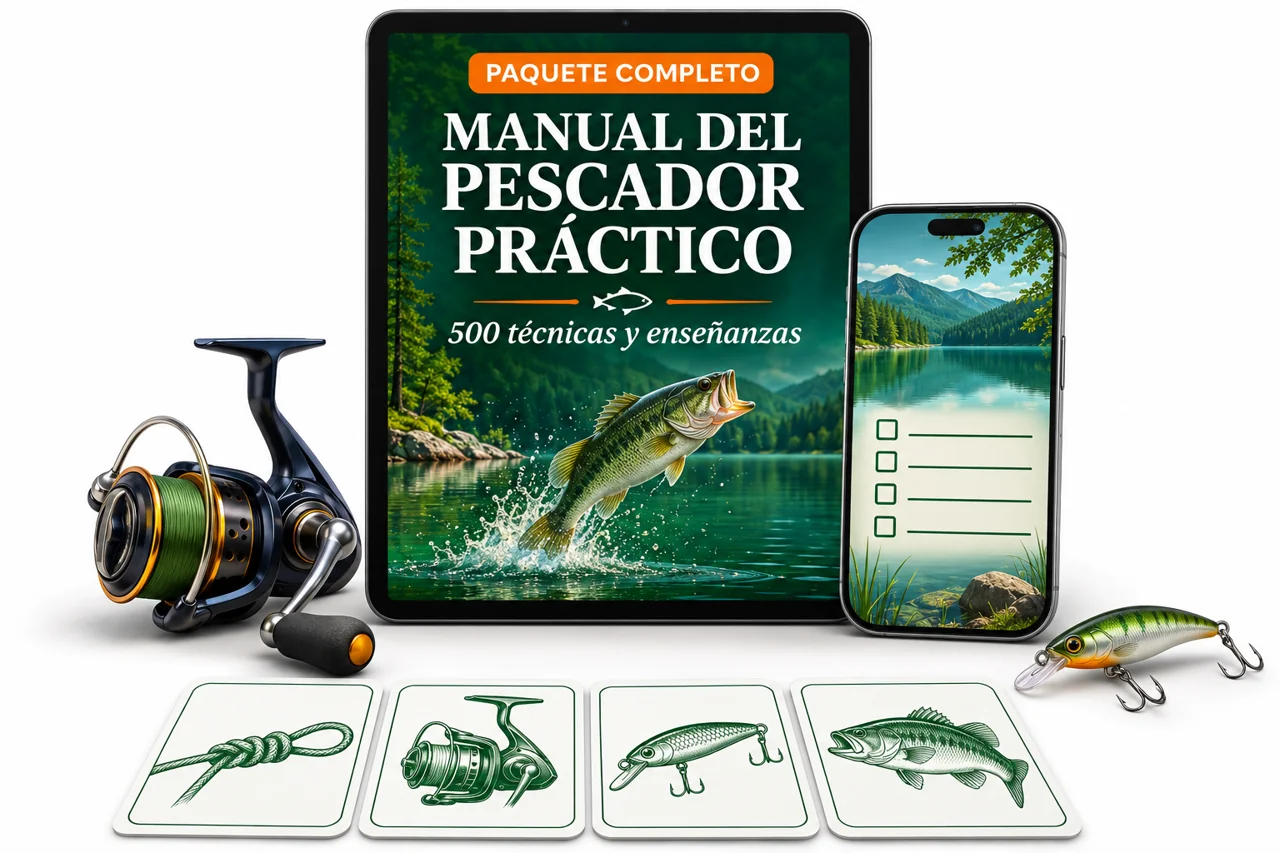 PAQUETE COMPLETO
MANUAL DEL
PESCADOR
PRÁCTICO
500 técnicas y enseñanzas